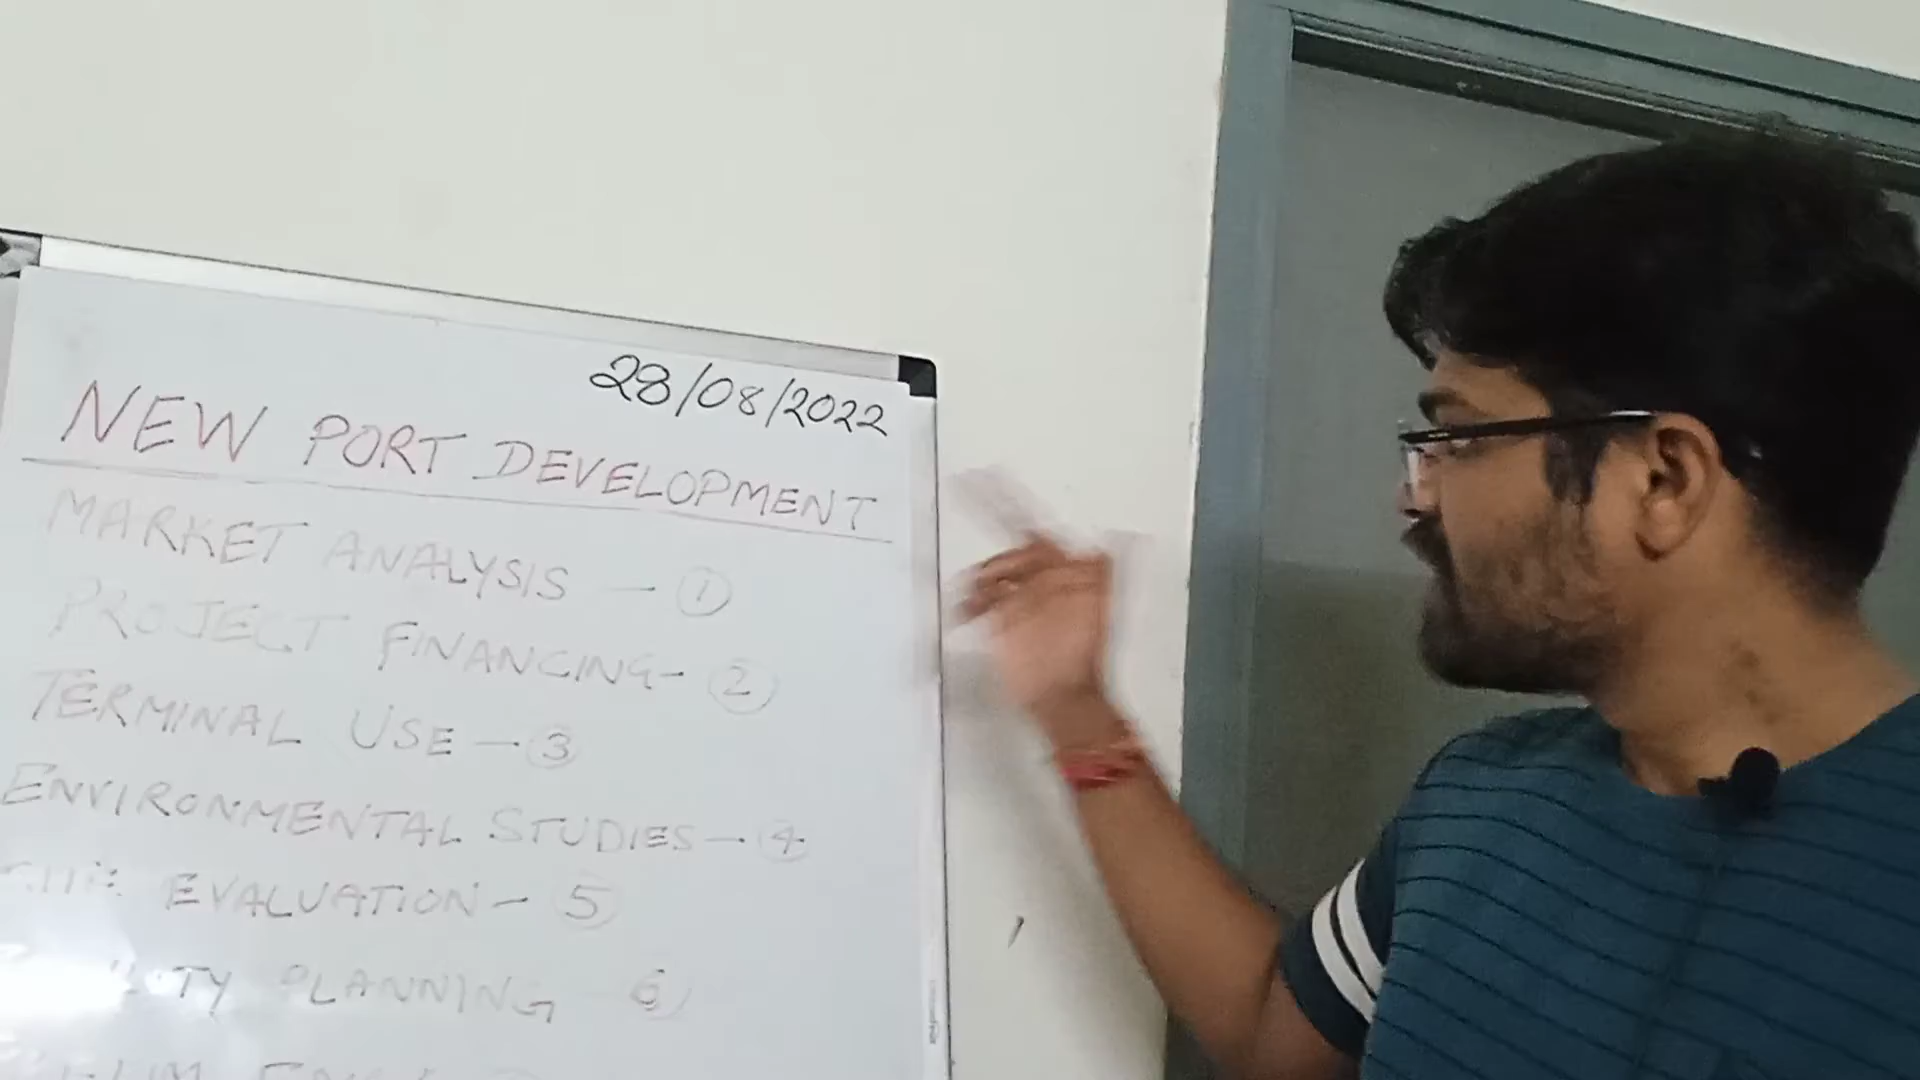 28/08/2022
NEW PORT DEVELOPMENT
MARKET ANALYSIS - ①
PROJECT FINANCING- ②
TERMINAL USE - ③
ENVIRONMENTAL STUDIES - ④
EVALUATION - ⑤
PLANNING ⑥